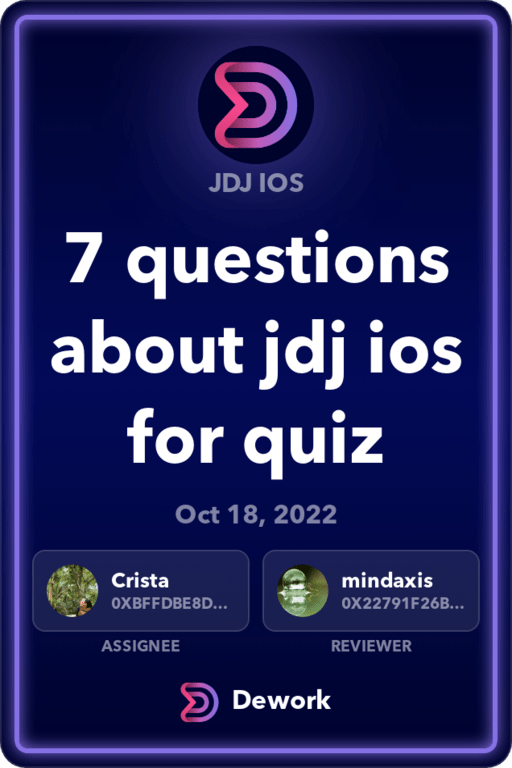 JDJ IOS
7 questions
about jdj ios
for quiz
Oct 18, 2022
Crista
0XBFFDBE8D...
ASSIGNEE
mindaxis
0X22791F26B...
REVIEWER
Dework